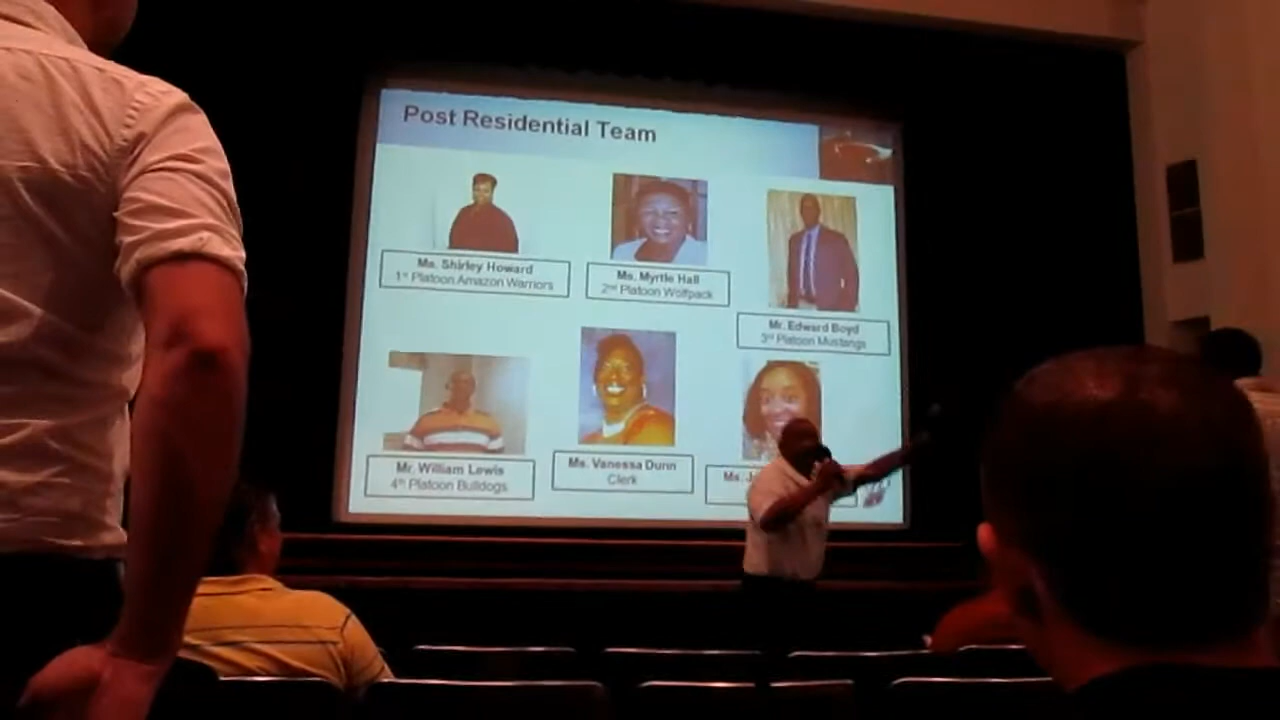 Post Residential Team
Ms. Shirley Howard
1st Platoon Amazon Warriors
Ms. Myrtle Hall
2nd Platoon Wolfpack
Mr. Edward Boyd
3rd Platoon Mustangs
Mr. William Lewis
4th Platoon Bulldogs
Ms. Vanessa Dunn
Clerk
Ms.